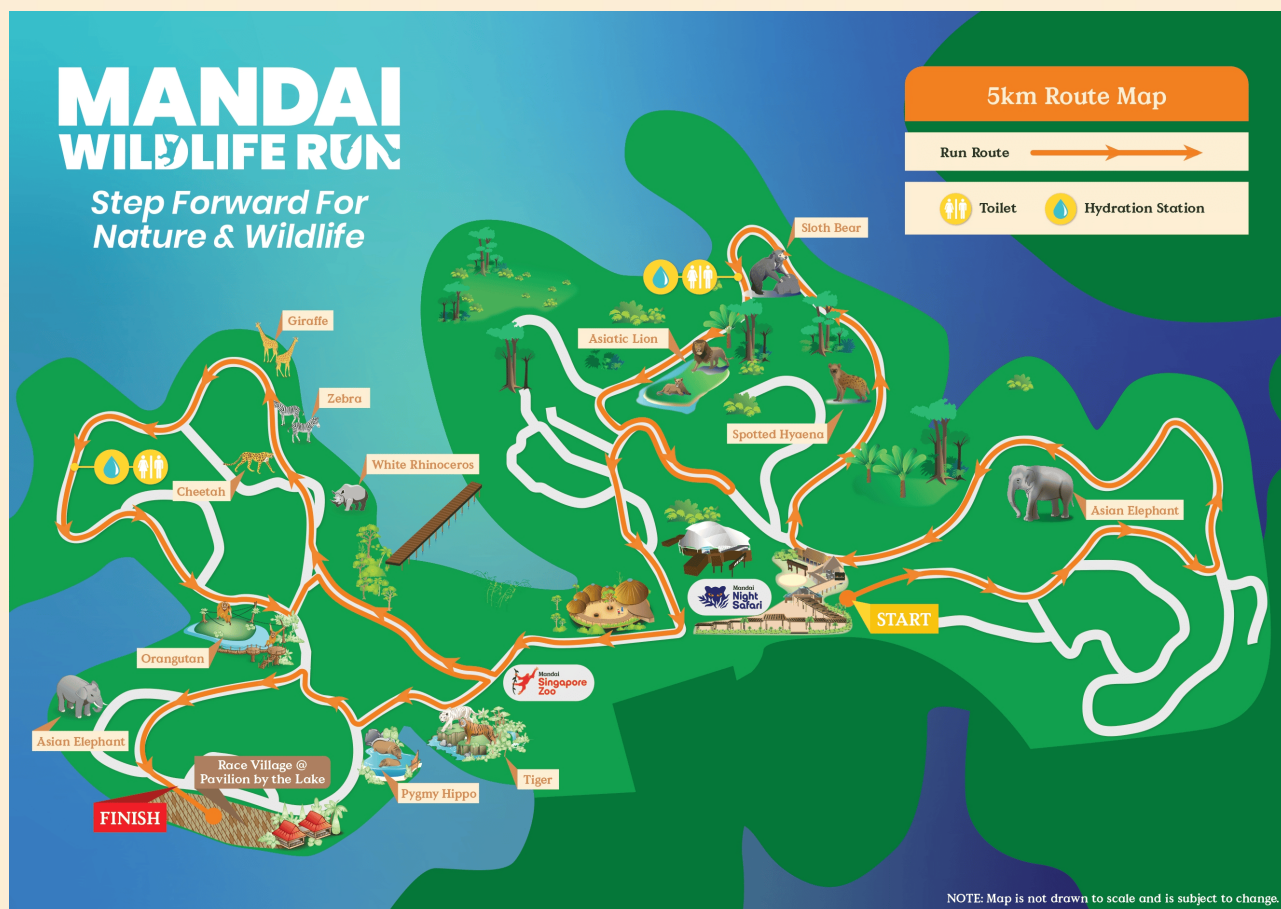 MANDAI
WILDLIFE RUN
Step Forward For
Nature & Wildlife
5km Route Map
Run Route
Toilet
Hydration Station
Sloth Bear
Giraffe
Asiatic Lion
Zebra
Spotted Hyaena
White Rhinoceros
Cheetah
Asian Elephant
Mandai
Night
Safari
START
Orangutan
Mandai
Singapore
Zoo
Asian Elephant
Race Village @
Pavilion by the Lake
Tiger
Pygmy Hippo
FINISH
NOTE: Map is not drawn to scale and is subject to change.